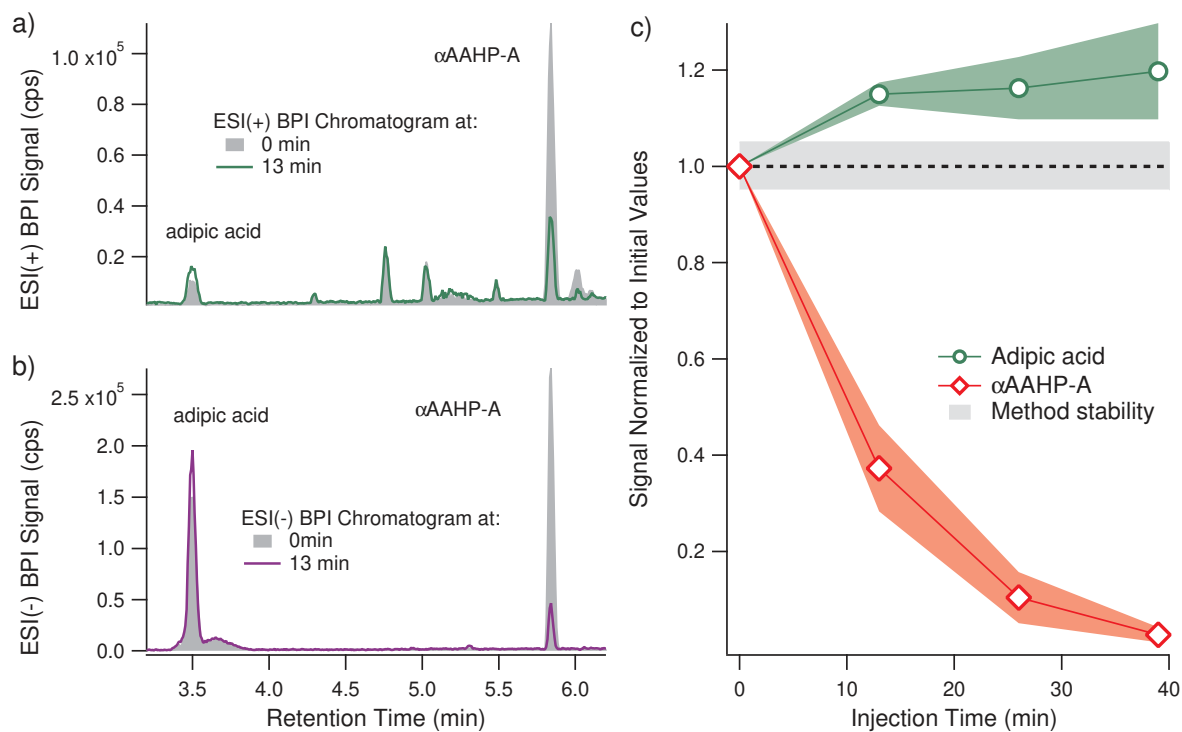 a)
ESI(+) BPI Signal (cps)
1.0 x10⁵
0.8
0.6
0.4
0.2
αAAHP-A
ESI(+) BPI Chromatogram at:
0 min
13 min
adipic acid
b)
ESI(-) BPI Signal (cps)
2.5 x10⁵
2.0
1.5
1.0
0.5
0.0
adipic acid
αAAHP-A
ESI(-) BPI Chromatogram at:
0min
13 min
3.5 4.0 4.5 5.0 5.5 6.0
Retention Time (min)
c)
Signal Normalized to Initial Values
1.2
1.0
0.8
0.6
0.4
0.2
Adipic acid
αAAHP-A
Method stability
0 10 20 30 40
Injection Time (min)